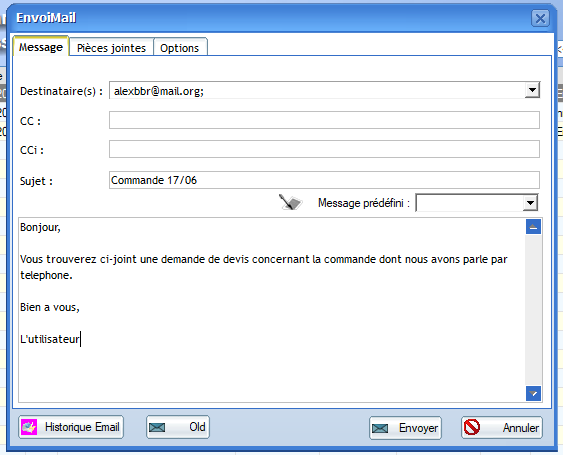 EnvoiMail
Message Pièces jointes Options
Destinataire(s) : alexbbr@mail.org;
CC :
CCi :
Sujet : Commande 17/06
Message prédéfini :
Bonjour,
Vous trouverez ci-joint une demande de devis concernant la commande dont nous avons parle par
telephone.
Bien a vous,
L'utilisateur
Historique Email Old Envoyer Annuler